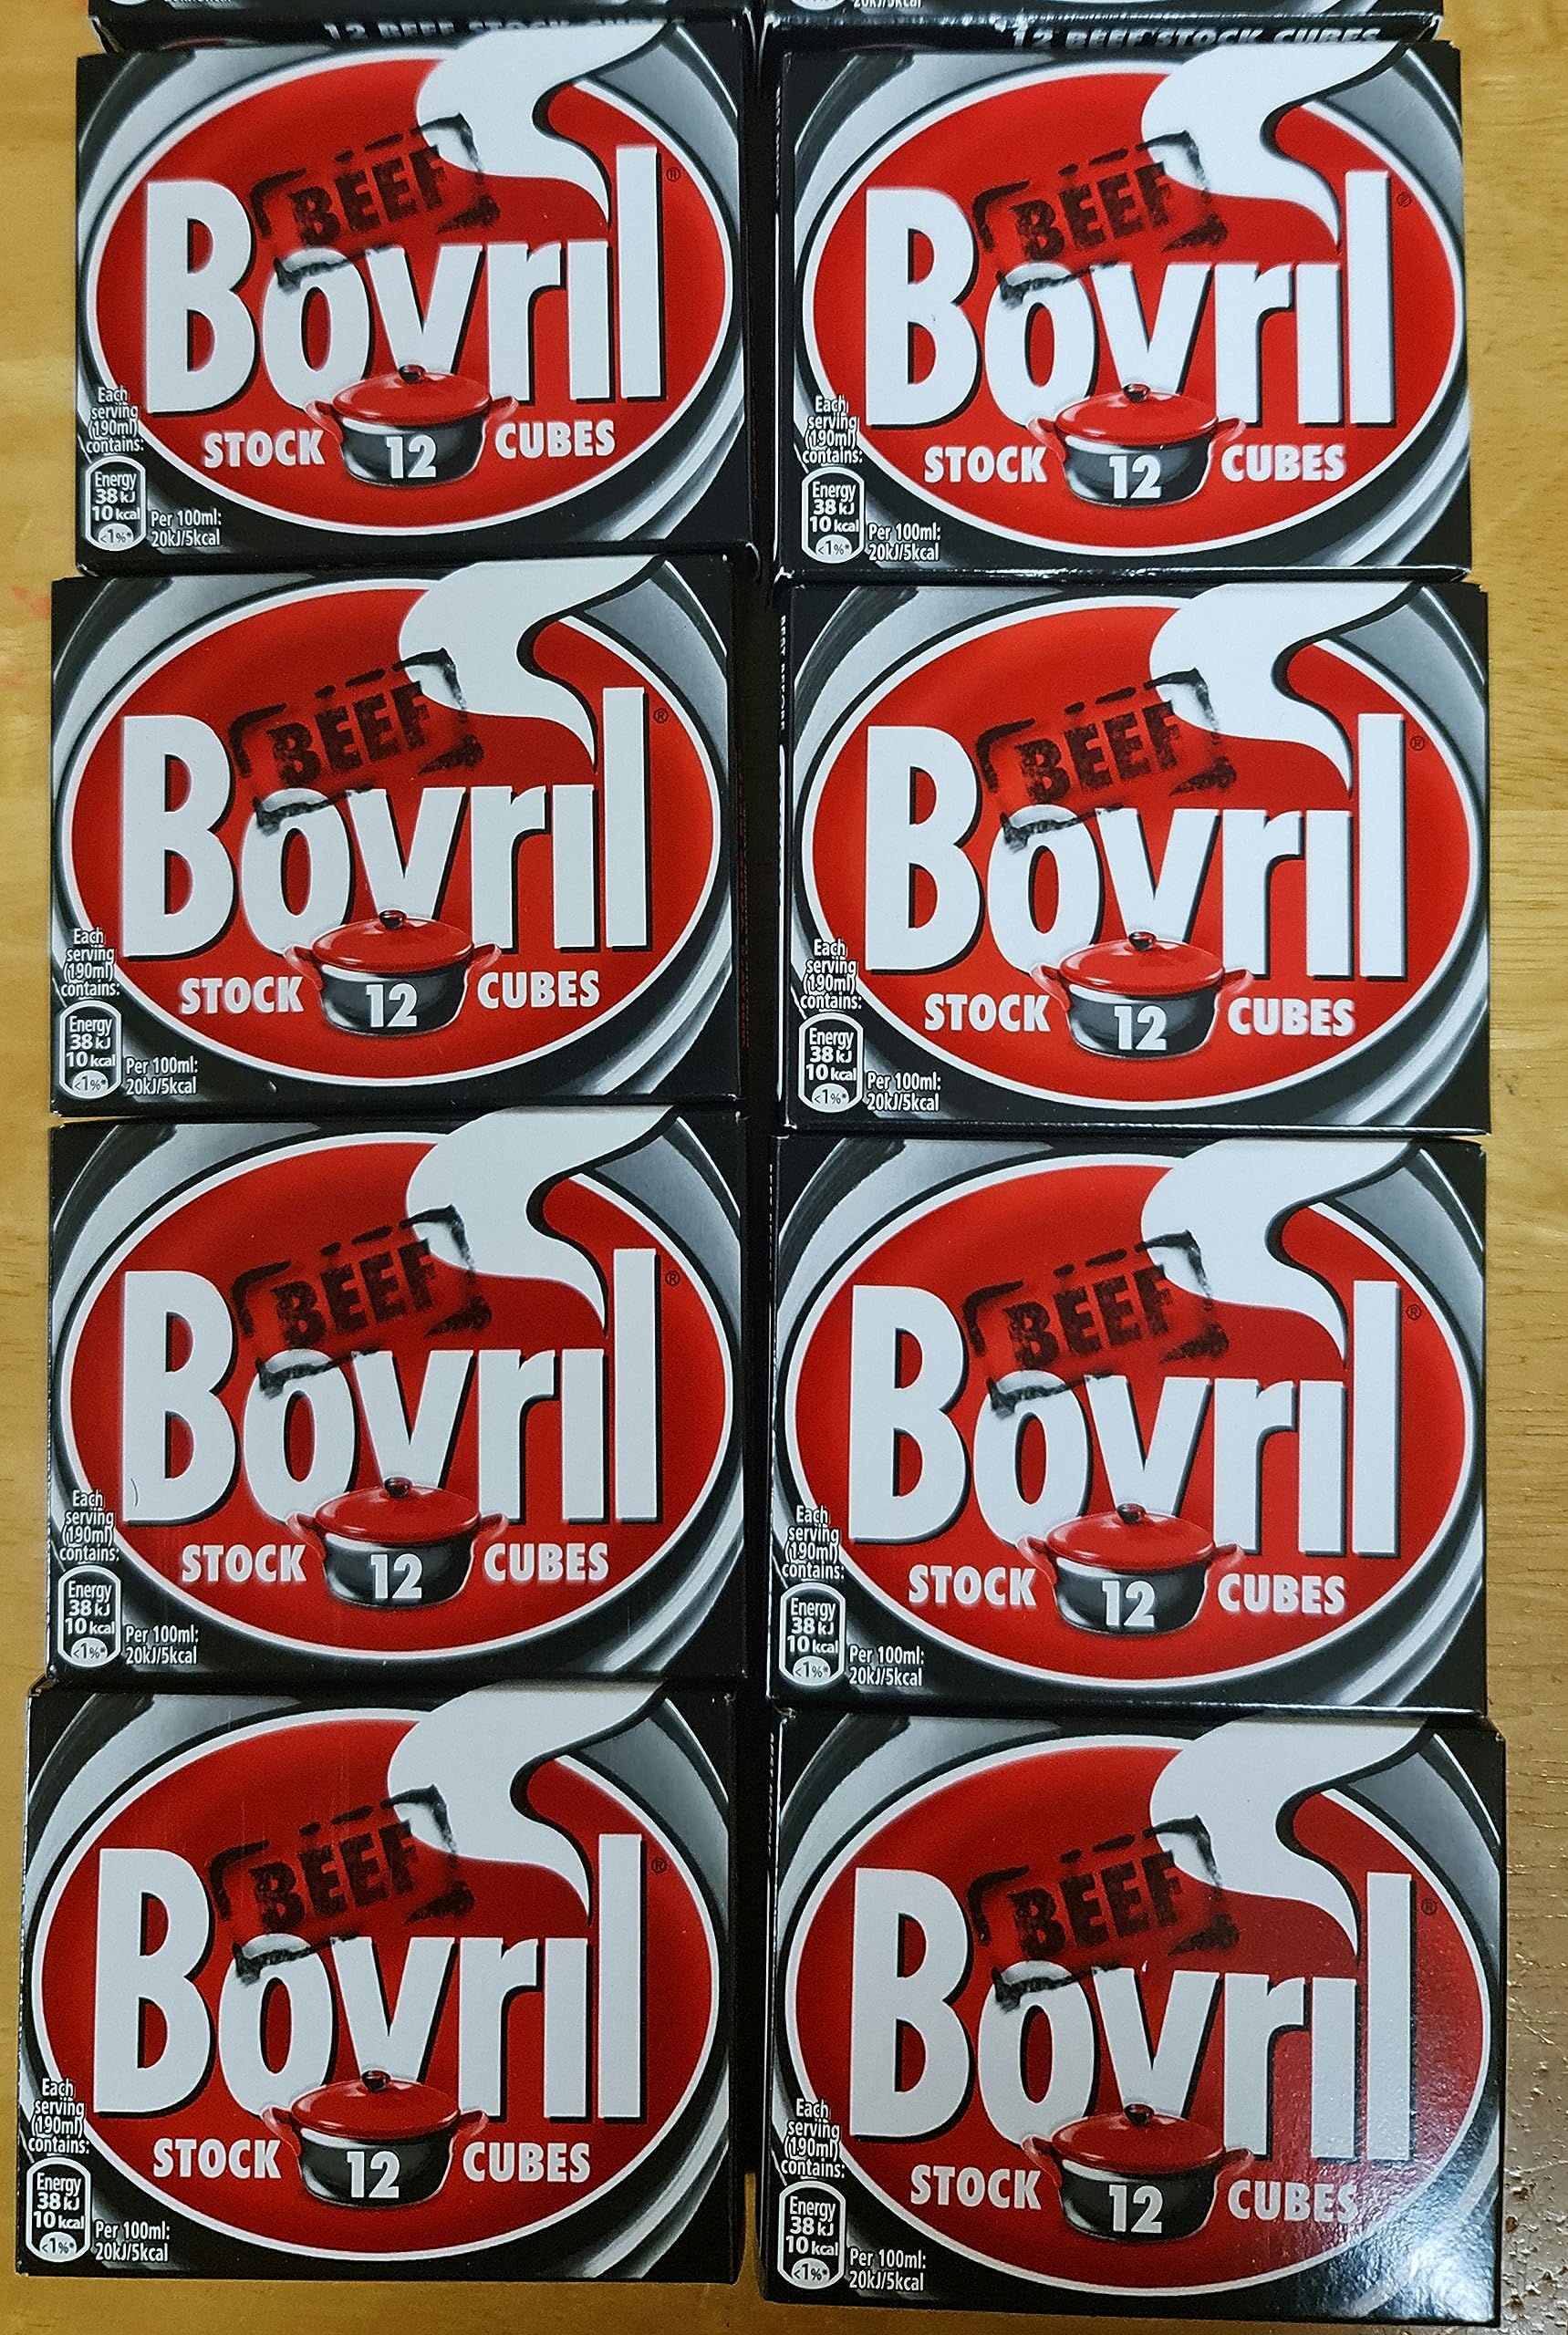 20kJ/5kcal
12 BEEF STOCK CUBES
12 BEEF STOCK CUBES
BEEF
Bovril®
STOCK 12 CUBES
Each
serving
(190ml)
contains:
Energy
38 kJ
10 kcal
<1%*
Per 100ml:
20kJ/5kcal
BEEF
Bovril®
STOCK 12 CUBES
Each
serving
(190ml)
contains:
Energy
38 kJ
10 kcal
<1%*
Per 100ml:
20kJ/5kcal
BEEF
Bovril®
STOCK 12 CUBES
Each
serving
(190ml)
contains:
Energy
38 kJ
10 kcal
<1%*
Per 100ml:
20kJ/5kcal
BEEF
Bovril®
STOCK 12 CUBES
Each
serving
(190ml)
contains:
Energy
38 kJ
10 kcal
<1%*
Per 100ml:
20kJ/5kcal
BEEF
Bovril®
STOCK 12 CUBES
Each
serving
(190ml)
contains:
Energy
38 kJ
10 kcal
<1%*
Per 100ml:
20kJ/5kcal
BEEF
Bovril®
STOCK 12 CUBES
Each
serving
(190ml)
contains:
Energy
38 kJ
10 kcal
<1%*
Per 100ml:
20kJ/5kcal
BEEF
Bovril®
STOCK 12 CUBES
Each
serving
(190ml)
contains:
Energy
38 kJ
10 kcal
<1%*
Per 100ml:
20kJ/5kcal
BEEF
Bovril®
STOCK 12 CUBES
Each
serving
(190ml)
contains:
Energy
38 kJ
10 kcal
<1%*
Per 100ml:
20kJ/5kcal